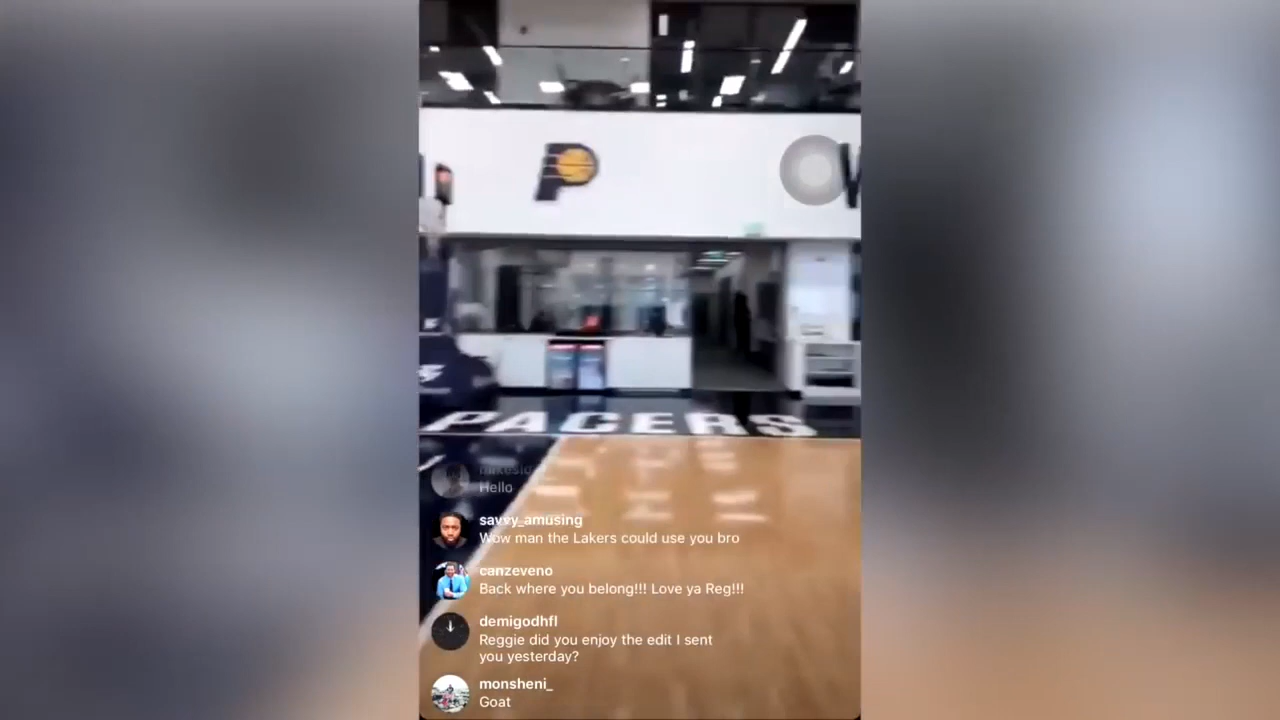 P
PACERS
Hello
savvy_amusing
Wow man the Lakers could use you bro
canzeveno
Back where you belong!!! Love ya Reg!!!
demigodhfl
Reggie did you enjoy the edit I sent
you yesterday?
monsheni_
Goat